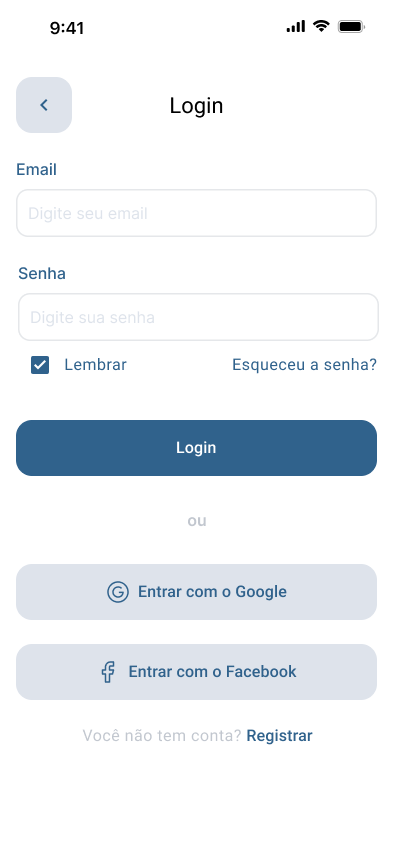 9:41
Login
Email
Digite seu email
Senha
Digite sua senha
Lembrar Esqueceu a senha?
Login
ou
Entrar com o Google
Entrar com o Facebook
Você não tem conta? Registrar